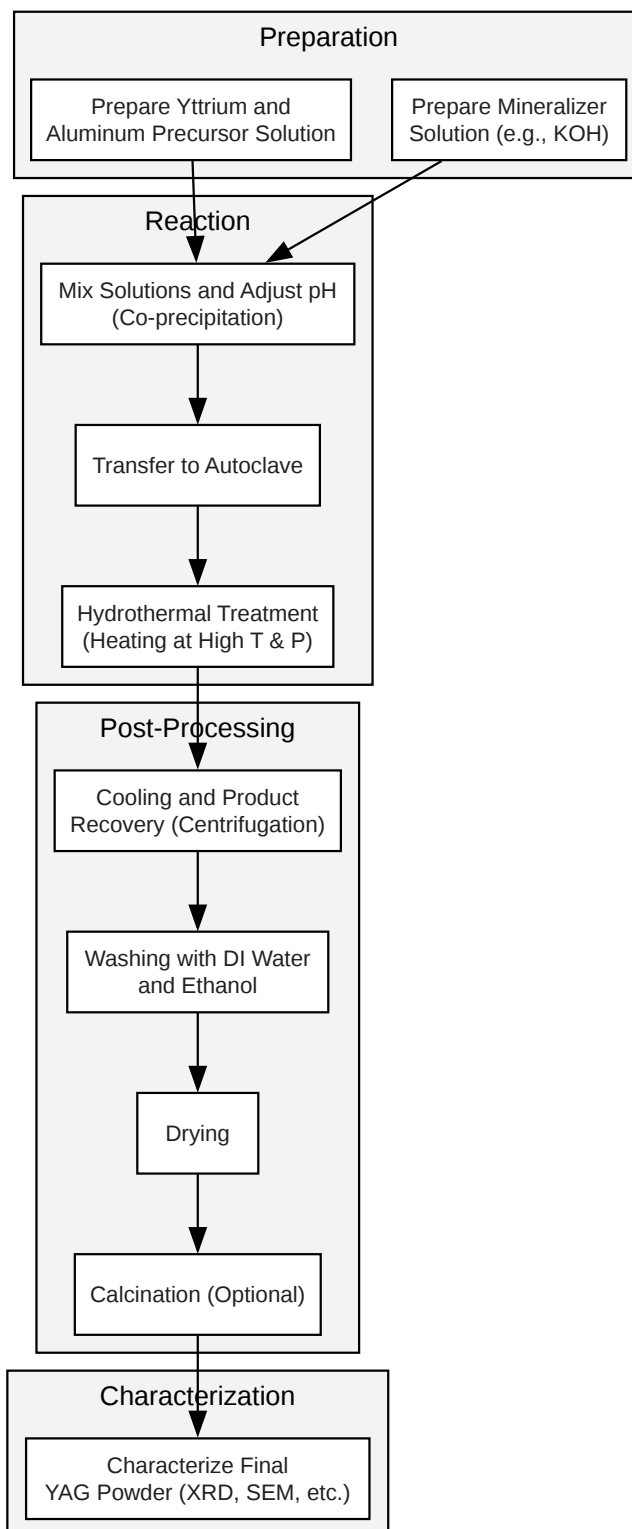 Preparation
Prepare Yttrium and
Aluminum Precursor Solution
Prepare Mineralizer
Solution (e.g., KOH)
Reaction
Mix Solutions and Adjust pH
(Co-precipitation)
Transfer to Autoclave
Hydrothermal Treatment
(Heating at High T & P)
Post-Processing
Cooling and Product
Recovery (Centrifugation)
Washing with DI Water
and Ethanol
Drying
Calcination (Optional)
Characterization
Characterize Final
YAG Powder (XRD, SEM, etc.)